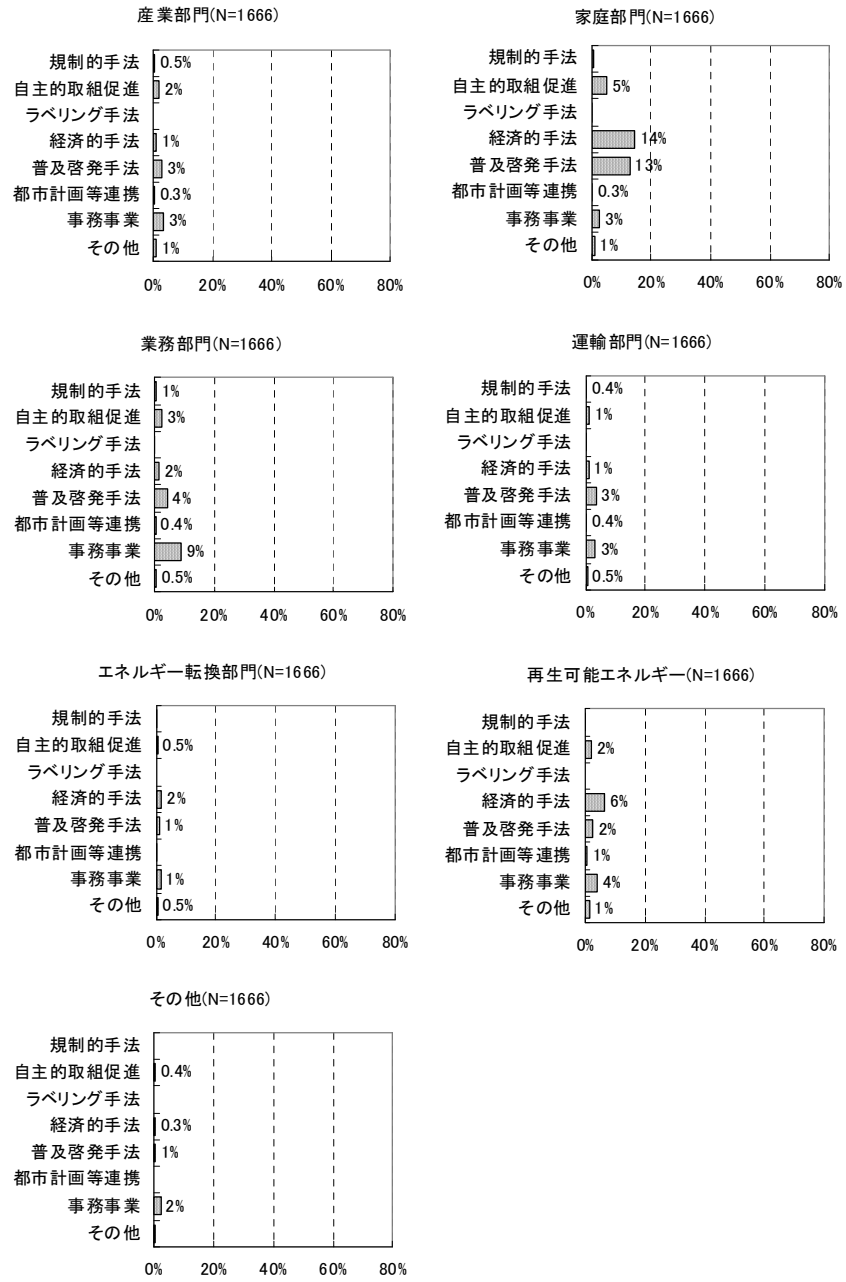 産業部門(N=1666)
規制的手法 0.5%
自主的取組促進 2%
ラベリング手法
経済的手法 1%
普及啓発手法 3%
都市計画等連携 0.3%
事務事業 3%
その他 1%
0% 20% 40% 60% 80%
家庭部門(N=1666)
規制的手法
自主的取組促進 5%
ラベリング手法
経済的手法 14%
普及啓発手法 13%
都市計画等連携 0.3%
事務事業 3%
その他 1%
0% 20% 40% 60% 80%
業務部門(N=1666)
規制的手法 1%
自主的取組促進 3%
ラベリング手法
経済的手法 2%
普及啓発手法 4%
都市計画等連携 0.4%
事務事業 9%
その他 0.5%
0% 20% 40% 60% 80%
運輸部門(N=1666)
規制的手法 0.4%
自主的取組促進 1%
ラベリング手法
経済的手法 1%
普及啓発手法 3%
都市計画等連携 0.4%
事務事業 3%
その他 0.5%
0% 20% 40% 60% 80%
エネルギー転換部門(N=1666)
規制的手法
自主的取組促進 0.5%
ラベリング手法
経済的手法 2%
普及啓発手法 1%
都市計画等連携
事務事業 1%
その他 0.5%
0% 20% 40% 60% 80%
再生可能エネルギー(N=1666)
規制的手法
自主的取組促進 2%
ラベリング手法
経済的手法 6%
普及啓発手法 2%
都市計画等連携 1%
事務事業 4%
その他 1%
0% 20% 40% 60% 80%
その他(N=1666)
規制的手法
自主的取組促進 0.4%
ラベリング手法
経済的手法 0.3%
普及啓発手法 1%
都市計画等連携
事務事業 2%
その他
0% 20% 40% 60% 80%